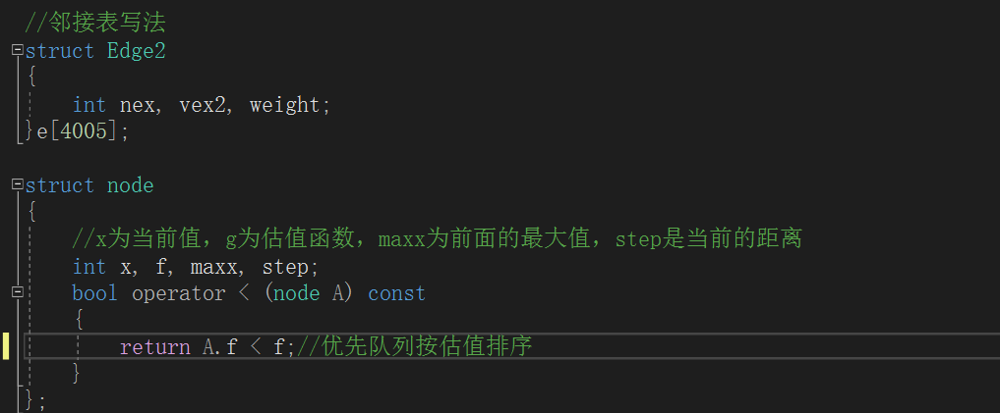 //邻接表写法
struct Edge2
{
int nex, vex2, weight;
}e[4005];
struct node
{
//x为当前值，g为估值函数，maxx为前面的最大值，step是当前的距离
int x, f, maxx, step;
bool operator < (node A) const
{
return A.f < f;//优先队列按估值排序
}
};